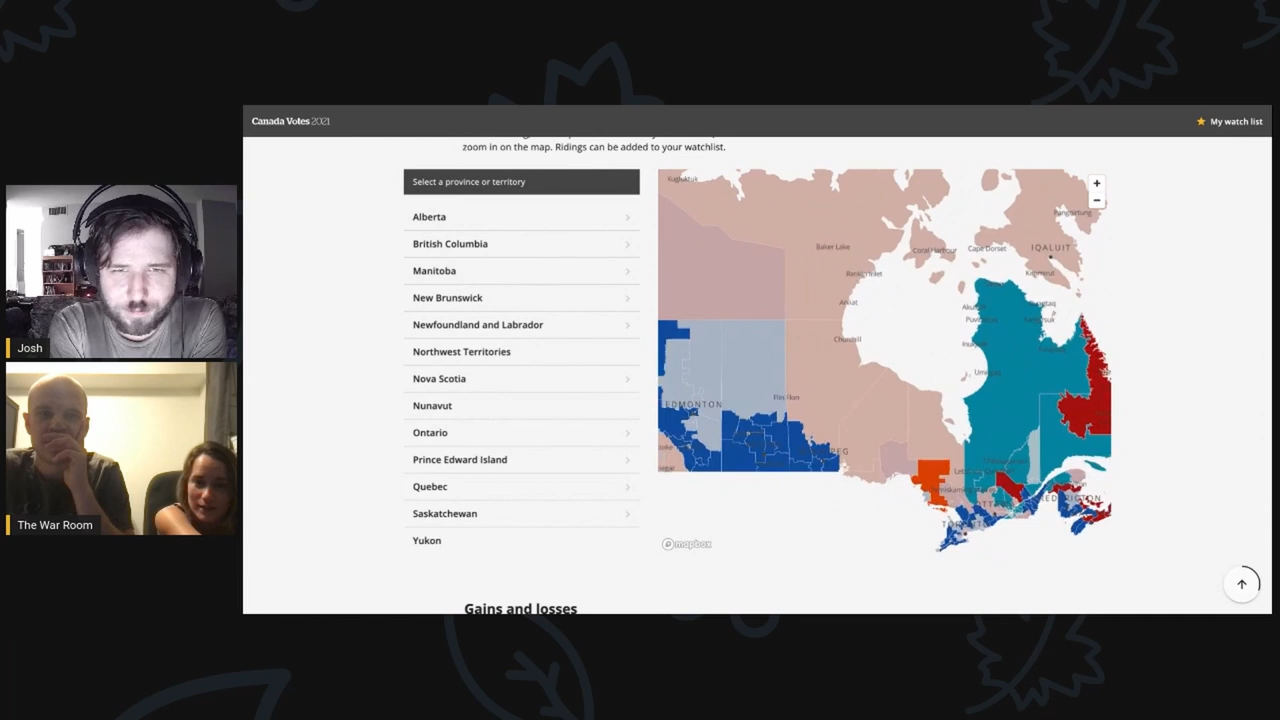 Canada Votes 2021
My watch list
zoom in on the map. Ridings can be added to your watchlist.
Select a province or territory
Alberta
British Columbia
Manitoba
New Brunswick
Newfoundland and Labrador
Northwest Territories
Nova Scotia
Nunavut
Ontario
Prince Edward Island
Quebec
Saskatchewan
Yukon
Kugluktuk
Pangnirtung
Baker Lake
Coral Harbour
Cape Dorset
IQALUIT
Rankin Inlet
Kimmirut
Arviat
Churchill
EDMONTON
Flin Flon
mapbox
Gains and losses
Josh
The War Room